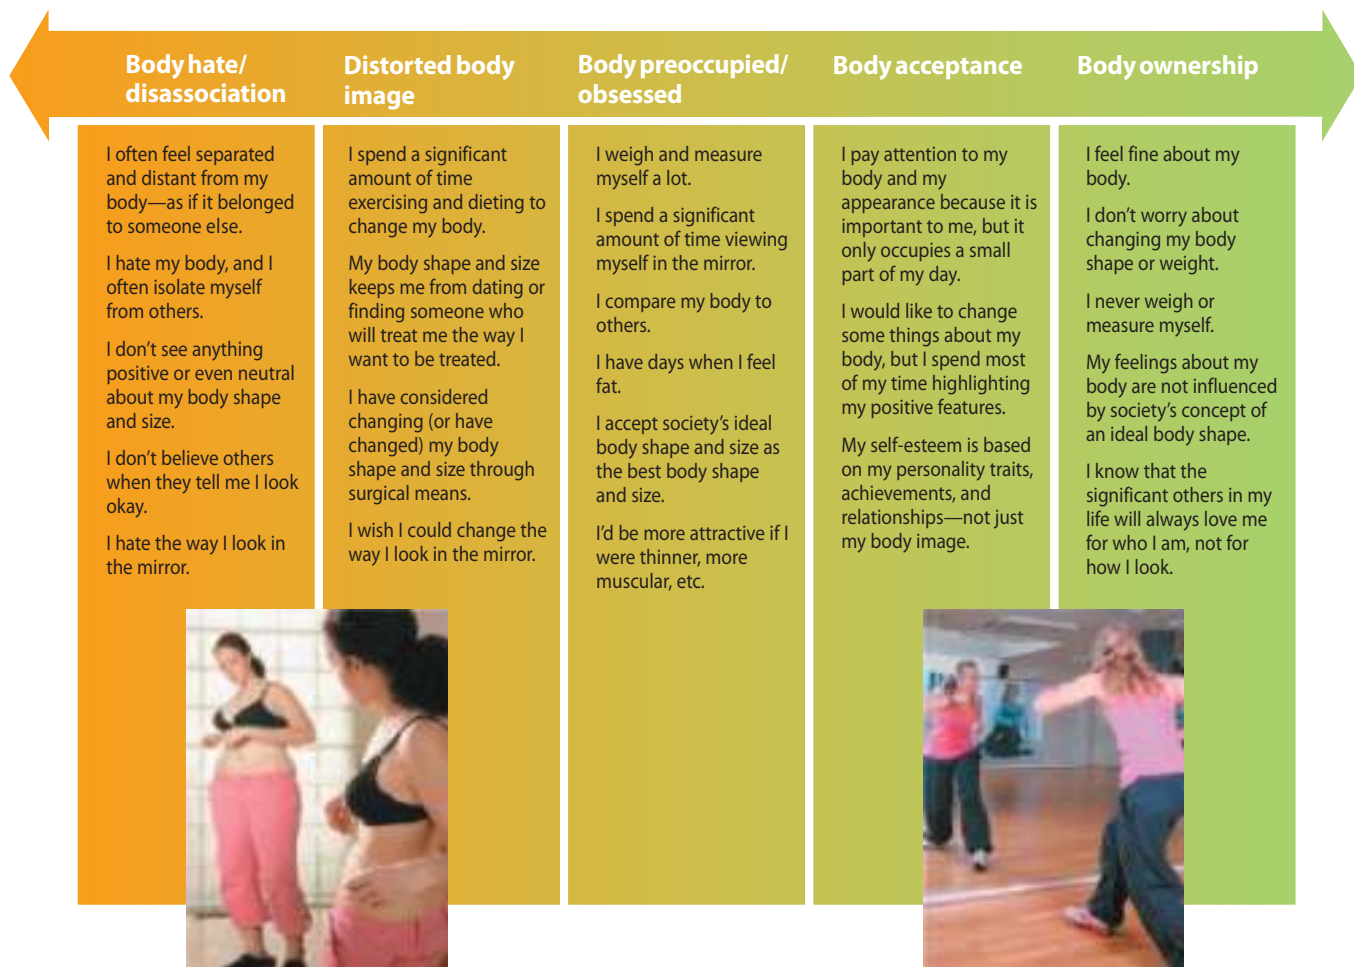 Body hate/
disassociation
Distorted body
image
Body preoccupied/
obsessed
Body acceptance
Body ownership
I often feel separated
and distant from my
body—as if it belonged
to someone else.
I hate my body, and I
often isolate myself
from others.
I don’t see anything
positive or even neutral
about my body shape
and size.
I don’t believe others
when they tell me I look
okay.
I hate the way I look in
the mirror.
I spend a significant
amount of time
exercising and dieting to
change my body.
My body shape and size
keeps me from dating or
finding someone who
will treat me the way I
want to be treated.
I have considered
changing (or have
changed) my body
shape and size through
surgical means.
I wish I could change the
way I look in the mirror.
I weigh and measure
myself a lot.
I spend a significant
amount of time viewing
myself in the mirror.
I compare my body to
others.
I have days when I feel
fat.
I accept society’s ideal
body shape and size as
the best body shape
and size.
I’d be more attractive if I
were thinner, more
muscular, etc.
I pay attention to my
body and my
appearance because it is
important to me, but it
only occupies a small
part of my day.
I would like to change
some things about my
body, but I spend most
of my time highlighting
my positive features.
My self-esteem is based
on my personality traits,
achievements, and
relationships—not just
my body image.
I feel fine about my
body.
I don’t worry about
changing my body
shape or weight.
I never weigh or
measure myself.
My feelings about my
body are not influenced
by society’s concept of
an ideal body shape.
I know that the
significant others in my
life will always love me
for who I am, not for
how I look.